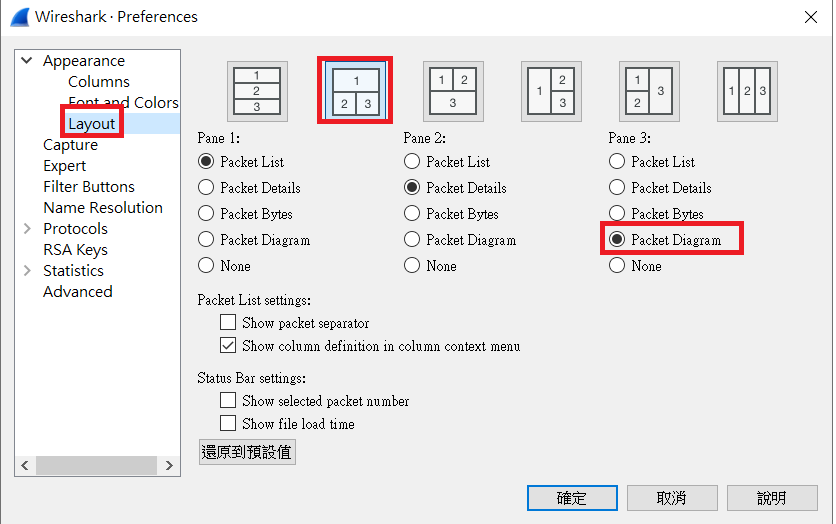 Wireshark · Preferences
Appearance
Columns
Font and Colors
Layout
Capture
Expert
Filter Buttons
Name Resolution
Protocols
RSA Keys
Statistics
Advanced
1
2
3
1
2 3
1 2
3
1 2
3
1 3
2
1 2 3
Pane 1: Pane 2: Pane 3:
Packet List Packet List Packet List
Packet Details Packet Details Packet Details
Packet Bytes Packet Bytes Packet Bytes
Packet Diagram Packet Diagram Packet Diagram
None None None
Packet List settings:
Show packet separator
Show column definition in column context menu
Status Bar settings:
Show selected packet number
Show file load time
還原到預設值
確定 取消 說明